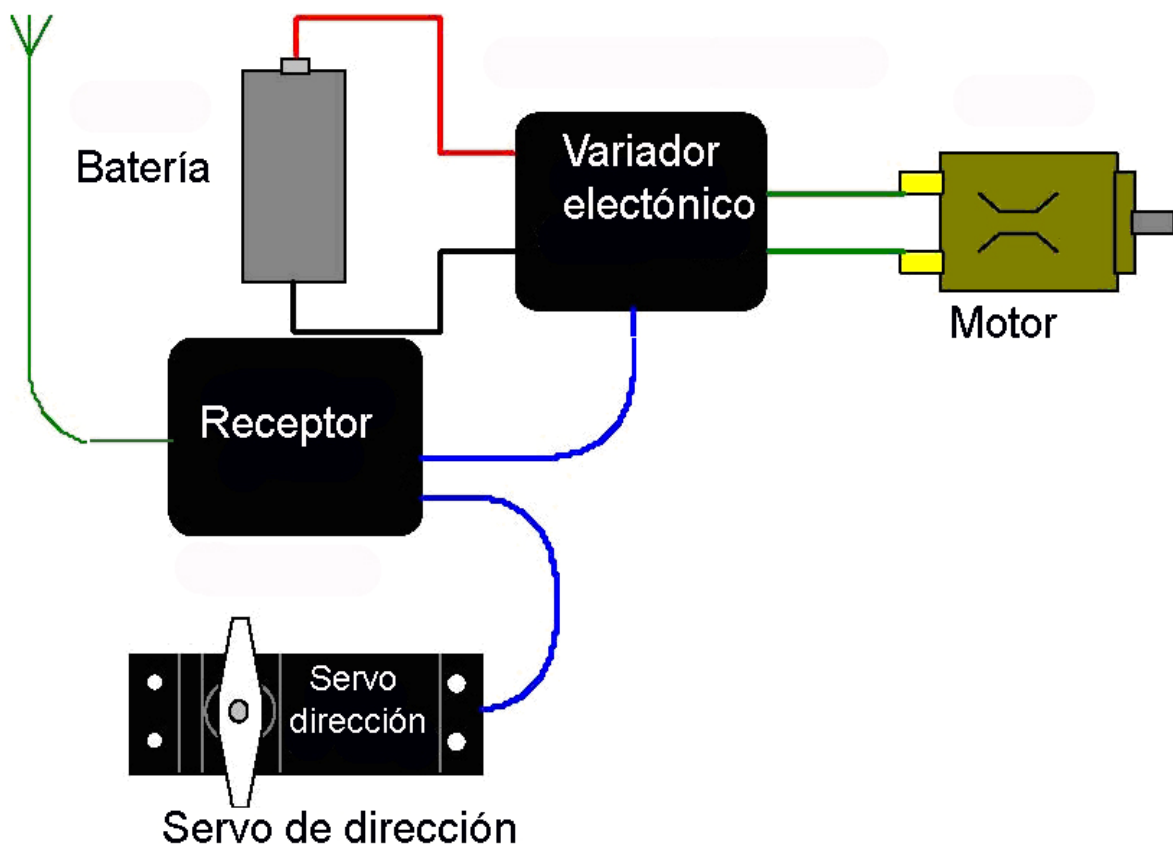 Batería
Variador
electónico
Motor
Receptor
Servo
dirección
Servo de dirección